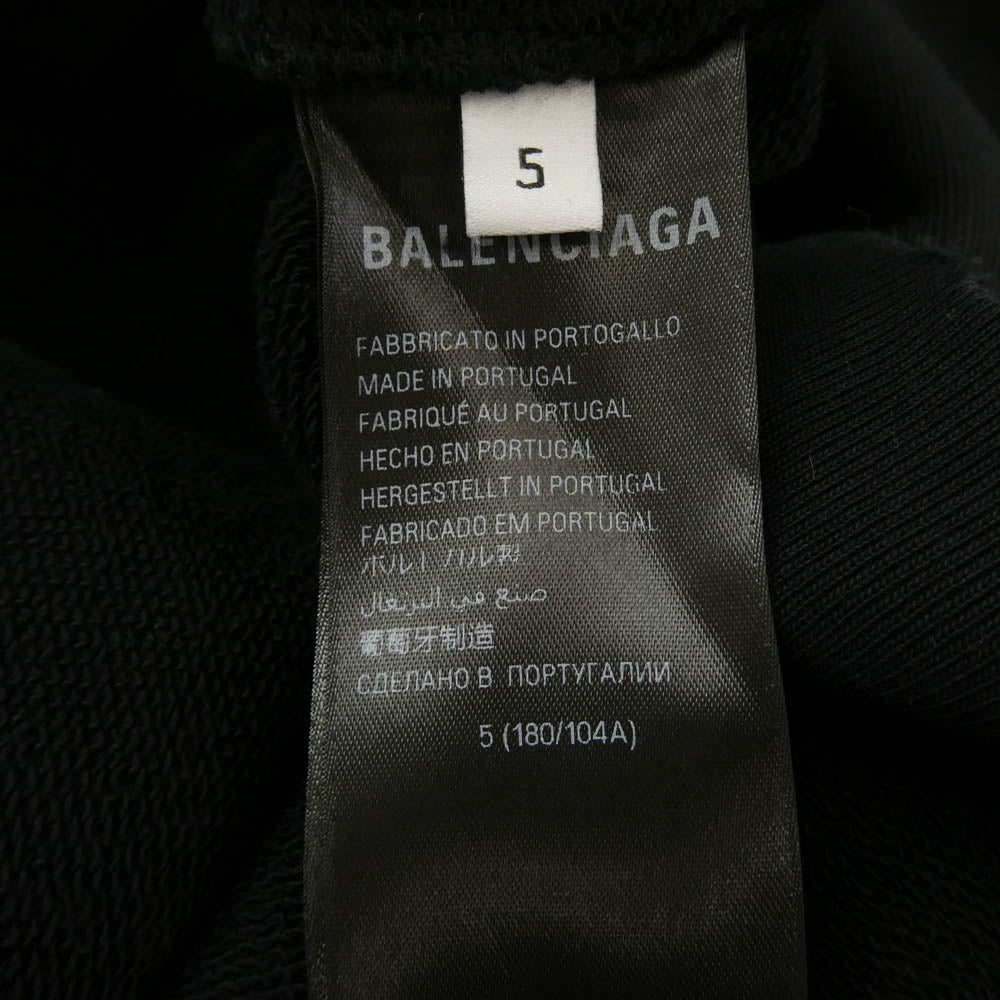 5
BALENCIAGA
FABBRICATO IN PORTOGALLO
MADE IN PORTUGAL
FABRIQUÉ AU PORTUGAL
HECHO EN PORTUGAL
HERGESTELLT IN PORTUGAL
FABRICADO EM PORTUGAL
ポルトガル製
صنع في البرتغال
葡萄牙制造
СДЕЛАНО В ПОРТУГАЛИИ
5 (180/104A)